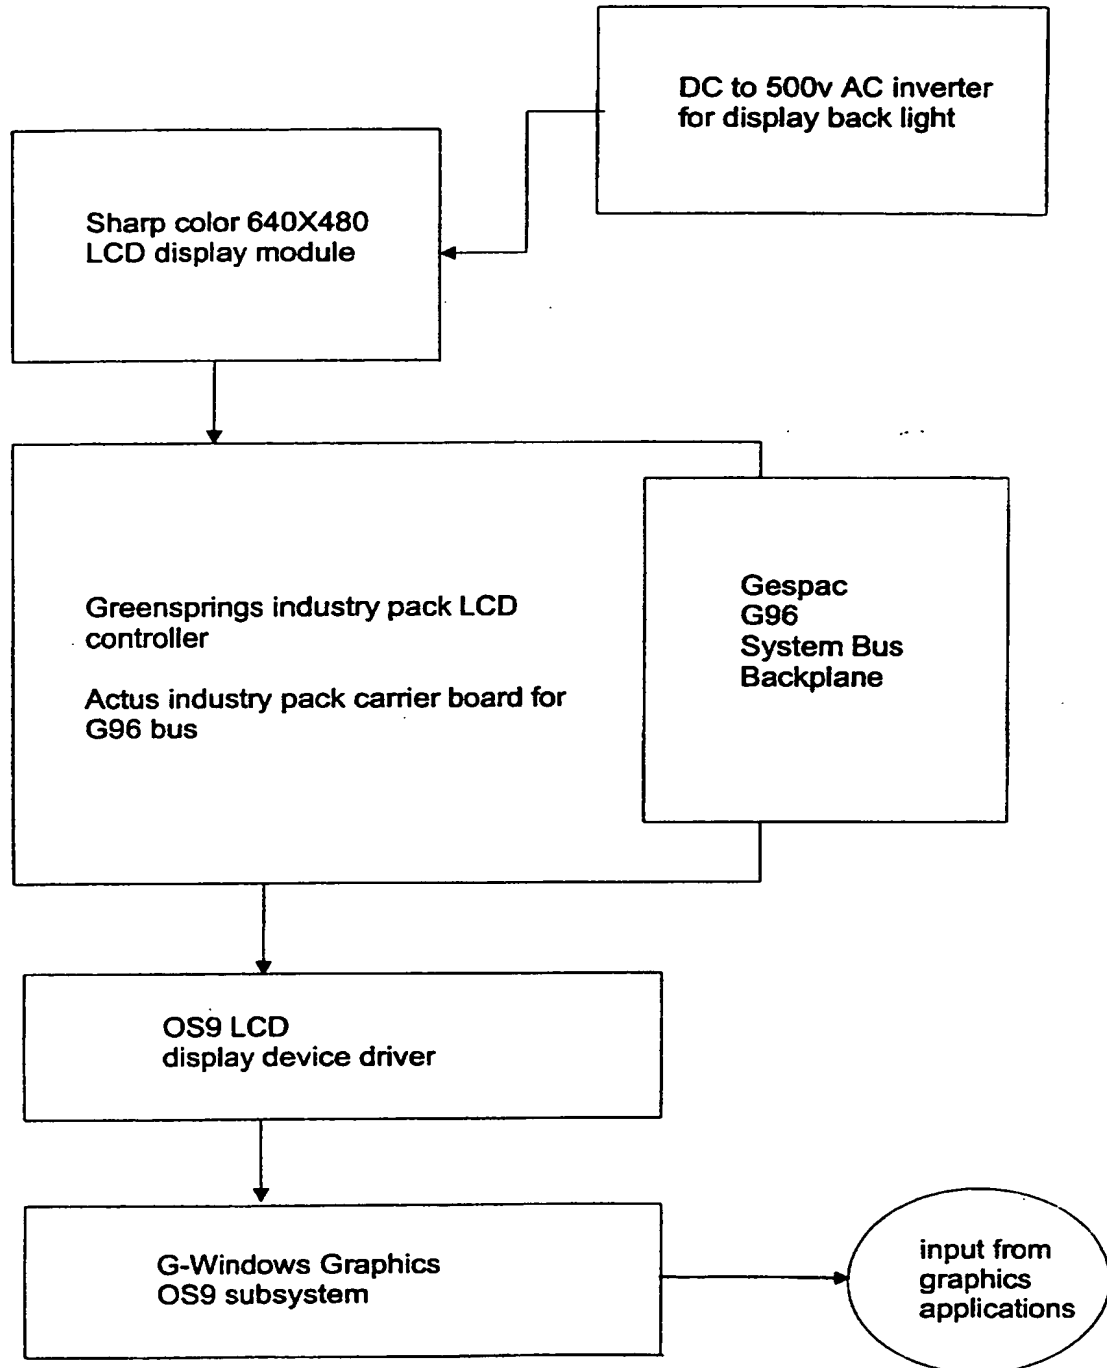 DC to 500v AC inverter
for display back light
Sharp color 640X480
LCD display module
Greensprings industry pack LCD
controller
Actus industry pack carrier board for
G96 bus
Gespac
G96
System Bus
Backplane
OS9 LCD
display device driver
G-Windows Graphics
OS9 subsystem
input from
graphics
applications